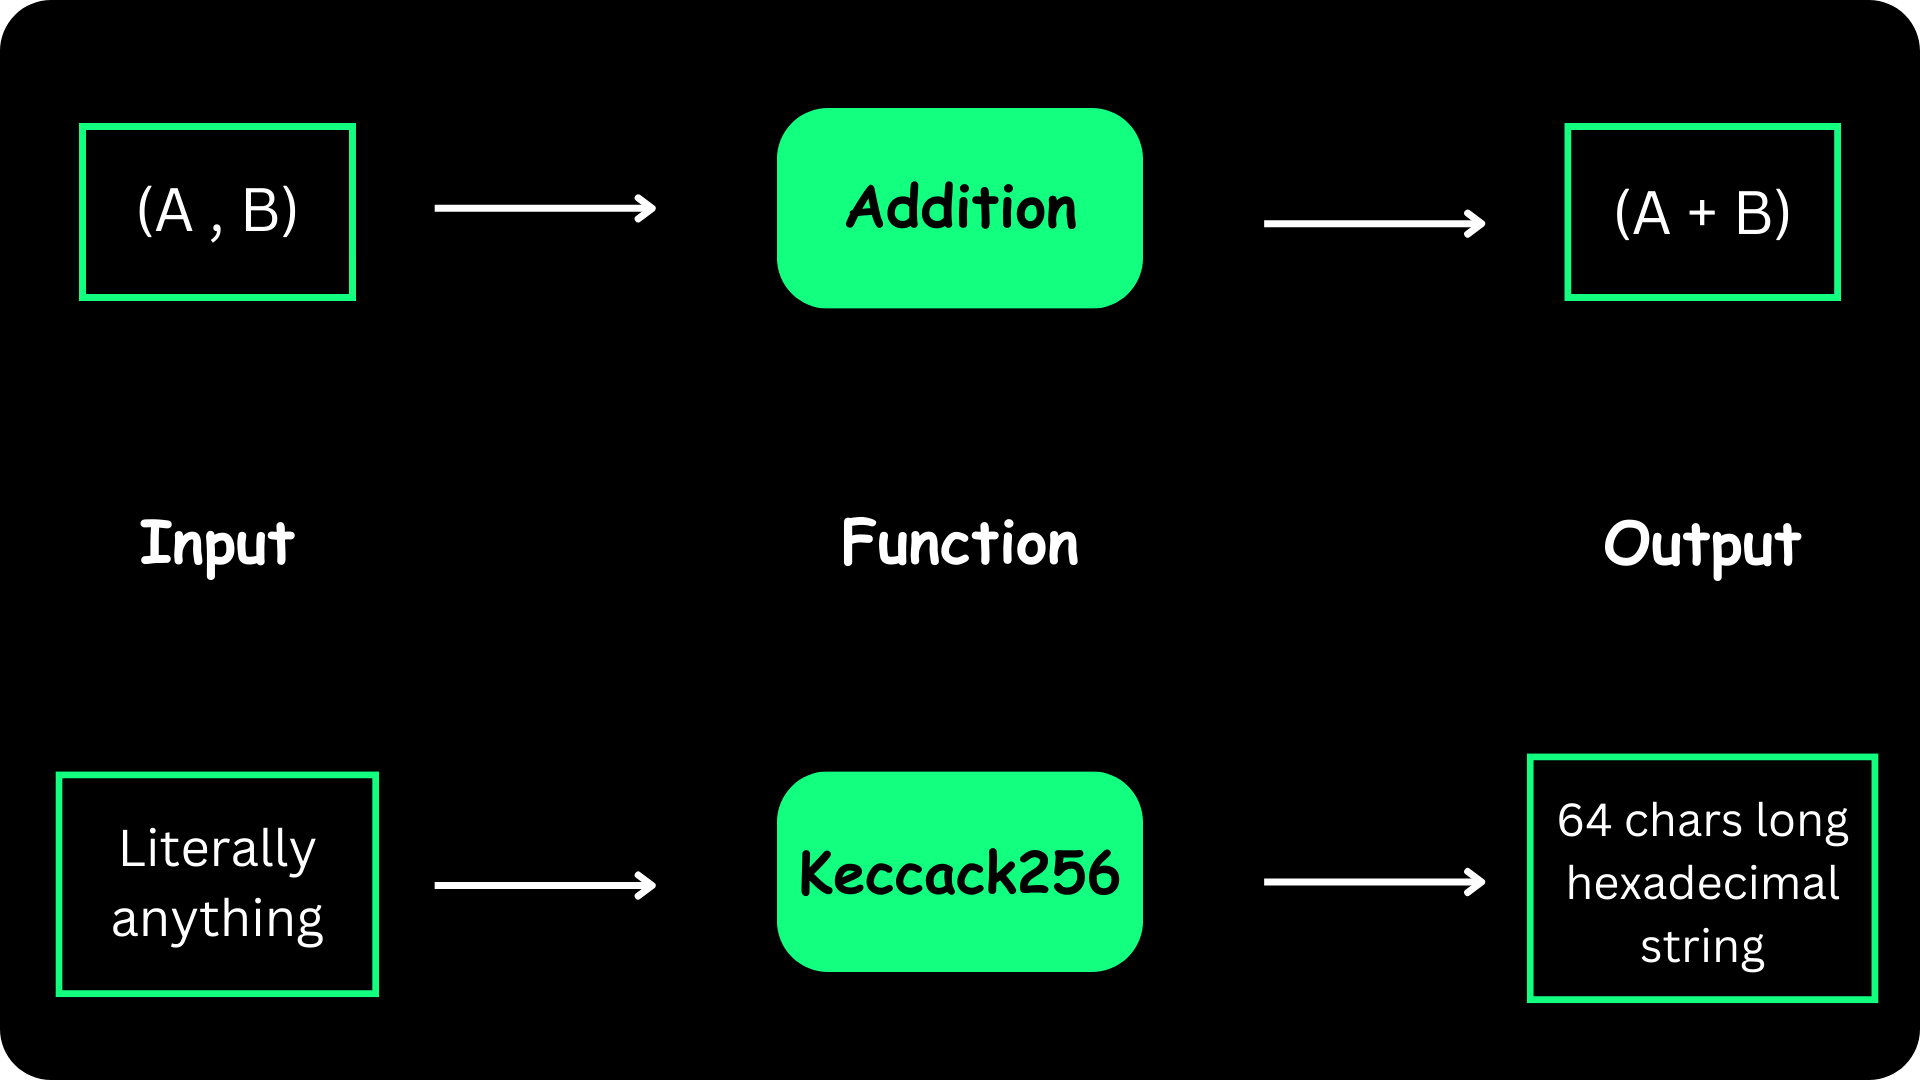 (A , B)
Addition
(A + B)
Input
Function
Output
Literally
anything
Keccack256
64 chars long
hexadecimal
string